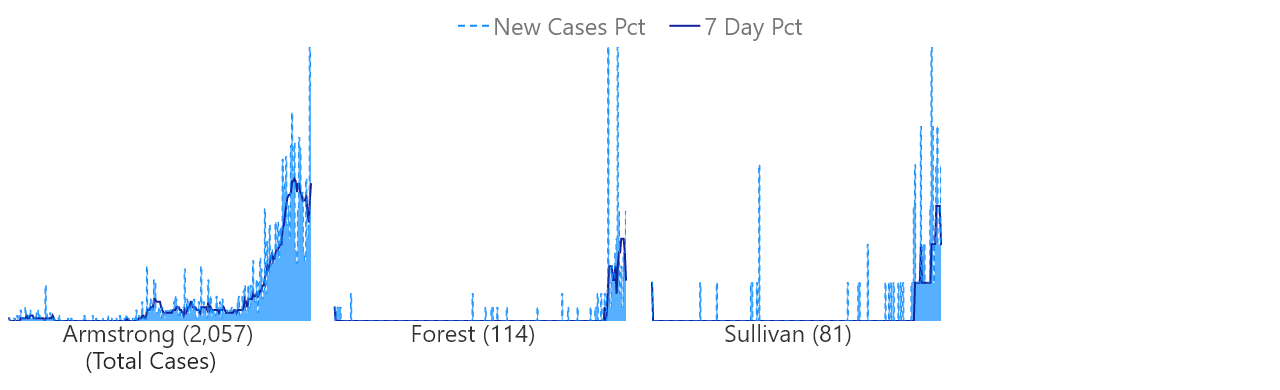 New Cases Pct 7 Day Pct
Armstrong (2,057) Forest (114) Sullivan (81)
(Total Cases)